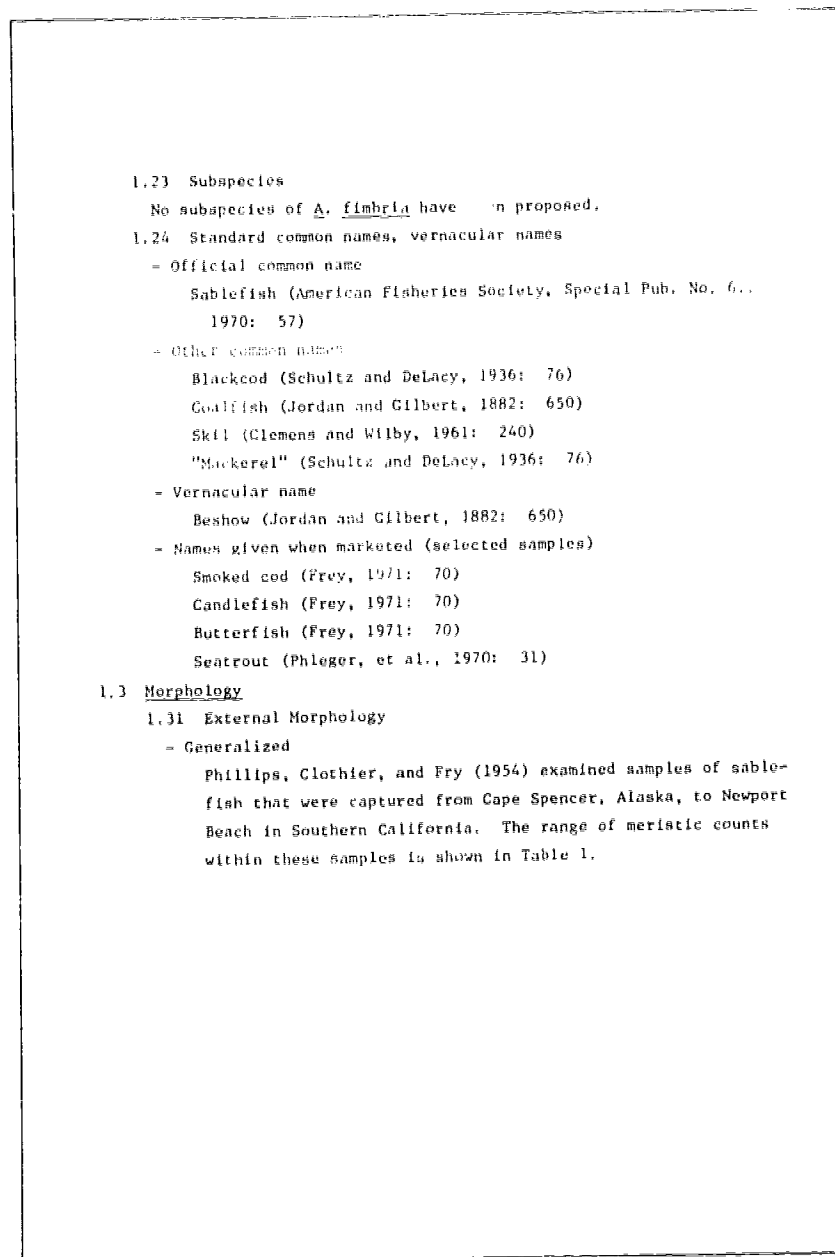 1.23 Subspecies
No subspecies of A. fimbria have n proposed.
1.24 Standard common names, vernacular names
- Official common name
Sablefish (American Fisheries Society, Special Pub. No. 6.,
1970: 57)
- Other common names
Blackcod (Schultz and DeLacy, 1936: 76)
Coalfish (Jordan and Gilbert, 1882: 650)
Skil (Clemens and Wilby, 1961: 240)
"Mackerel" (Schultz and DeLacy, 1936: 76)
- Vernacular name
Beshow (Jordan and Gilbert, 1882: 650)
- Names given when marketed (selected samples)
Smoked cod (Frey, 1971: 70)
Candlefish (Frey, 1971: 70)
Butterfish (Frey, 1971: 70)
Seatrout (Phleger, et al., 1970: 31)
1.3 Morphology
1.31 External Morphology
- Generalized
Phillips, Clothier, and Fry (1954) examined samples of sable-
fish that were captured from Cape Spencer, Alaska, to Newport
Beach in Southern California. The range of meristic counts
within these samples is shown in Table 1.